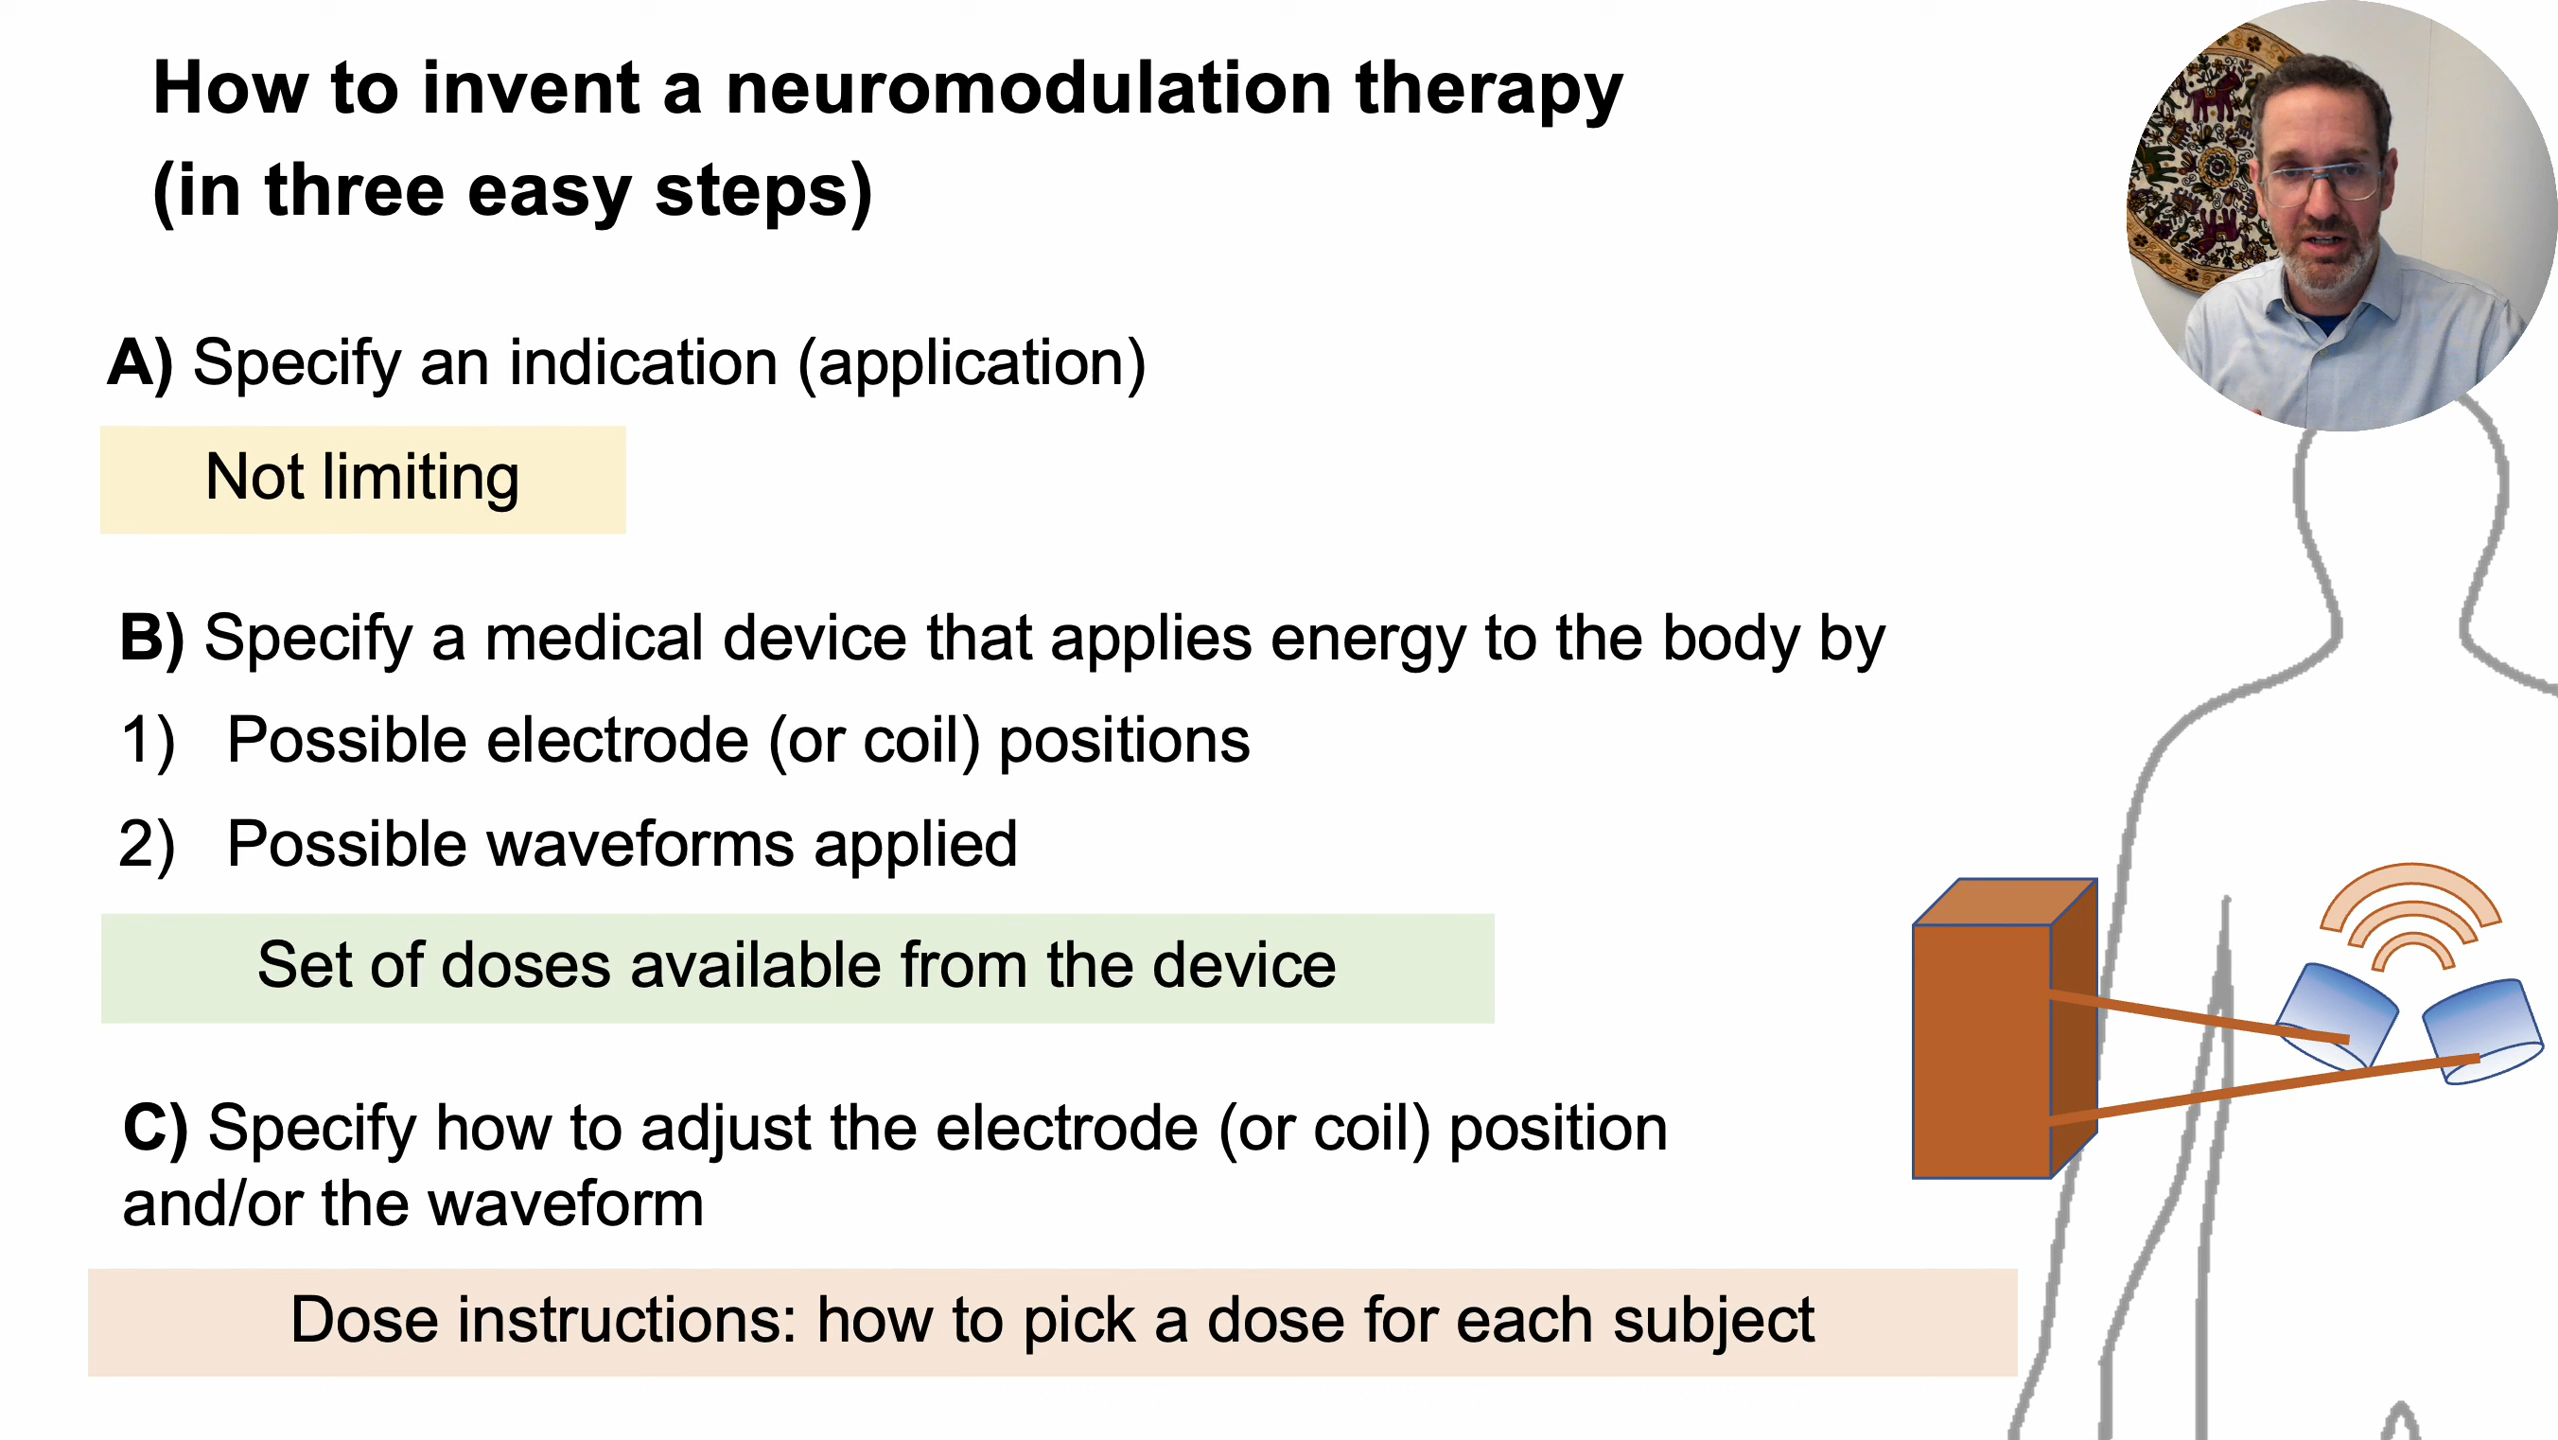 How to invent a neuromodulation therapy
(in three easy steps)
A) Specify an indication (application)
Not limiting
B) Specify a medical device that applies energy to the body by
1) Possible electrode (or coil) positions
2) Possible waveforms applied
Set of doses available from the device
C) Specify how to adjust the electrode (or coil) position
and/or the waveform
Dose instructions: how to pick a dose for each subject